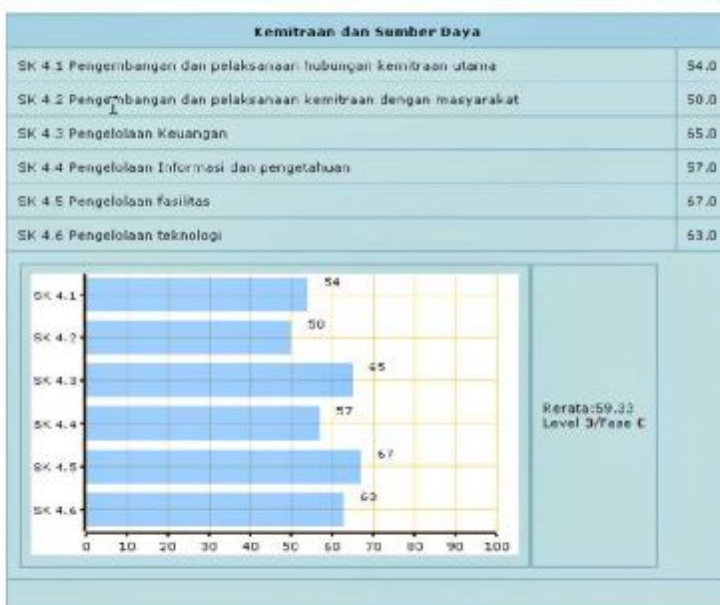 Kemitraan dan Sumber Daya
SK 4.1 Pengembangan dan pelaksanaan hubungan kemitraan utama 54.0
SK 4.2 Pengembangan dan pelaksanaan kemitraan dengan masyarakat 50.0
SK 4.3 Pengelolaan Keuangan 65.0
SK 4.4 Pengelolaan Informasi dan pengetahuan 57.0
SK 4.5 Pengelolaan fasilitas 67.0
SK 4.6 Pengelolaan teknologi 63.0
SK 4.1 54
SK 4.2 50
SK 4.3 65
SK 4.4 57
SK 4.5 67
SK 4.6 63
0 10 20 30 40 50 60 70 80 90 100
Rerata:59.33
Level 3/Fase C